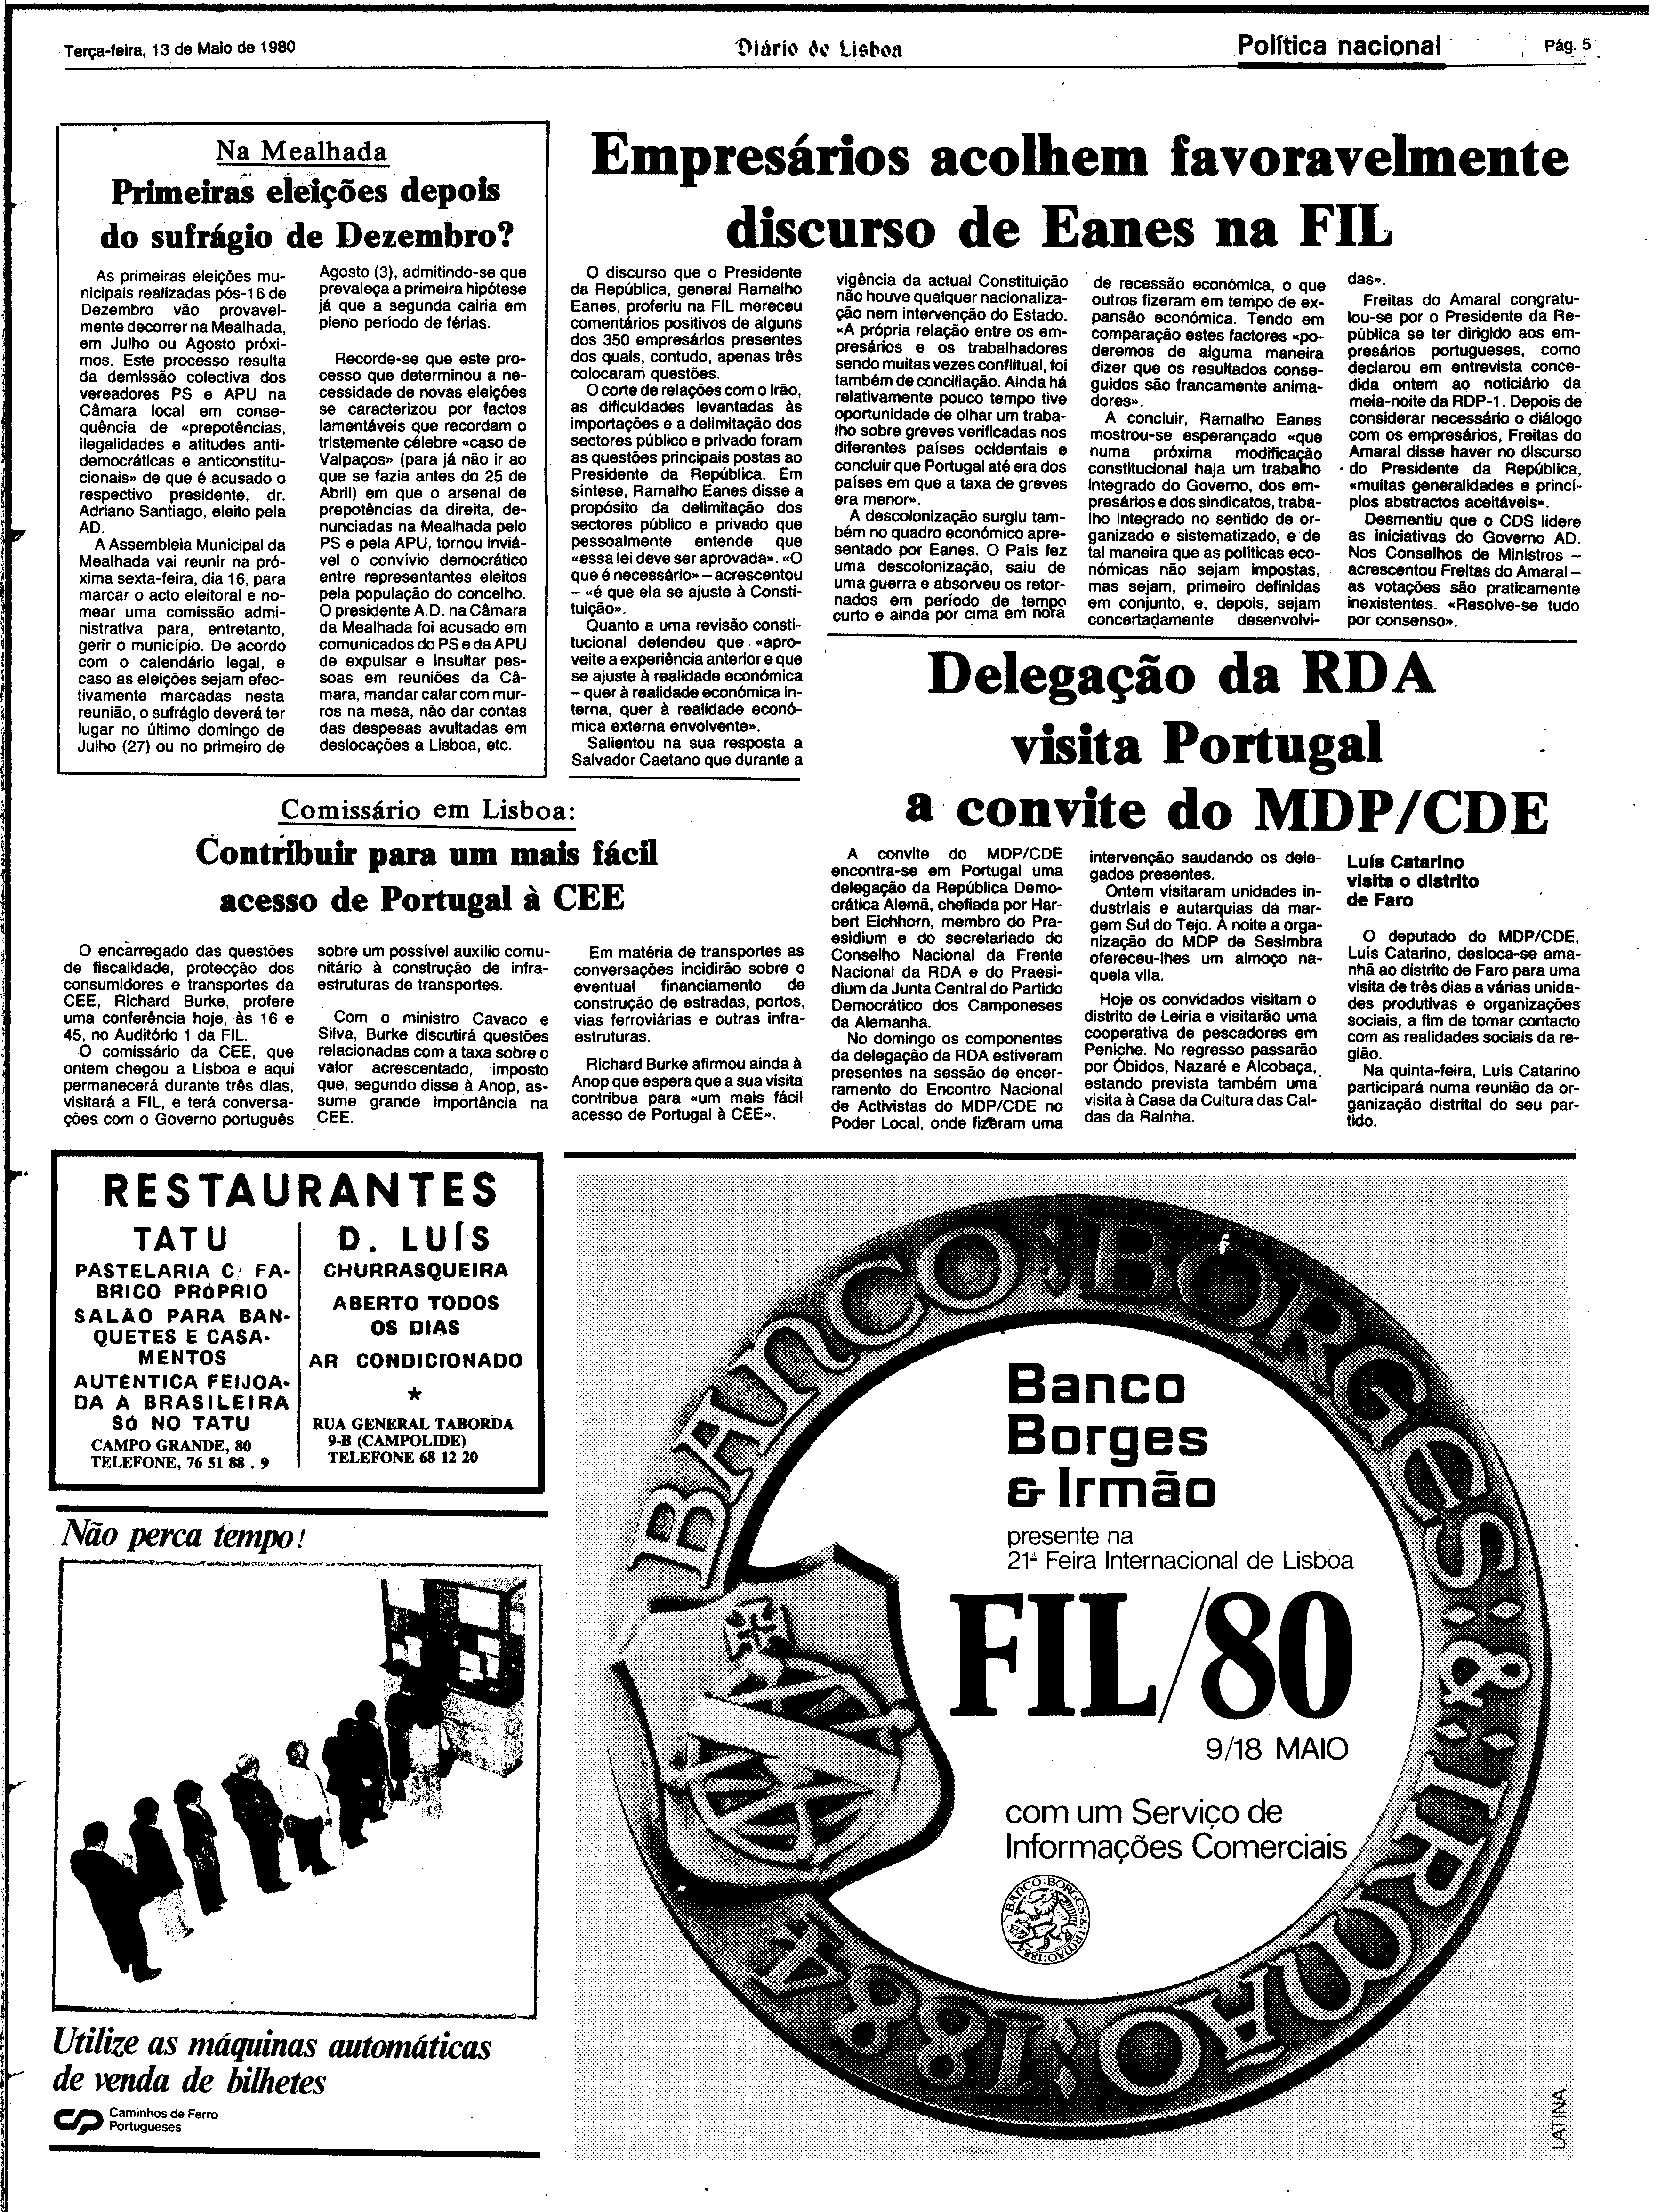 Terça-feira, 13 de Maio de 1980
Diário de Lisboa
Política nacional
Pág. 5
Na Mealhada
Primeiras eleições depois
do sufrágio de Dezembro?
As primeiras eleições mu-
nicipais realizadas pós-16 de
Dezembro vão provavel-
mente decorrer na Mealhada,
em Julho ou Agosto próxi-
mos. Este processo resulta
da demissão colectiva dos
vereadores PS e APU na
Câmara local em conse-
quência de «prepotências,
ilegalidades e atitudes anti-
democráticas e anticonstitu-
cionais» de que é acusado o
respectivo presidente, dr.
Adriano Santiago, eleito pela
AD.
A Assembleia Municipal da
Mealhada vai reunir na pró-
xima sexta-feira, dia 16, para
marcar o acto eleitoral e no-
mear uma comissão admi-
nistrativa para, entretanto,
gerir o município. De acordo
com o calendário legal, e
caso as eleições sejam efec-
tivamente marcadas nesta
reunião, o sufrágio deverá ter
lugar no último domingo de
Julho (27) ou no primeiro de
Agosto (3), admitindo-se que
prevaleça a primeira hipótese
já que a segunda cairia em
pleno período de férias.
Recorde-se que este pro-
cesso que determinou a ne-
cessidade de novas eleições
se caracterizou por factos
lamentáveis que recordam o
tristemente célebre «caso de
Valpaços» (para já não ir ao
que se fazia antes do 25 de
Abril) em que o arsenal de
prepotências da direita, de-
nunciadas na Mealhada pelo
PS e pela APU, tornou inviá-
vel o convívio democrático
entre representantes eleitos
pela população do concelho.
O presidente A.D. na Câmara
da Mealhada foi acusado em
comunicados do PS e da APU
de expulsar e insultar pes-
soas em reuniões da Câ-
mara, mandar calar com mur-
ros na mesa, não dar contas
das despesas avultadas em
deslocações a Lisboa, etc.
Empresários acolhem favoravelmente
discurso de Eanes na FIL
O discurso que o Presidente
da República, general Ramalho
Eanes, proferiu na FIL mereceu
comentários positivos de alguns
dos 350 empresários presentes
dos quais, contudo, apenas três
colocaram questões.
O corte de relações com o Irão,
as dificuldades levantadas às
importações e a delimitação dos
sectores público e privado foram
as questões principais postas ao
Presidente da República. Em
síntese, Ramalho Eanes disse a
propósito da delimitação dos
sectores público e privado que
pessoalmente entende que
«essa lei deve ser aprovada». «O
que é necessário» – acrescentou
– «é que ela se ajuste à Consti-
tuição».
Quanto a uma revisão consti-
tucional defendeu que «apro-
veite a experiência anterior e que
se ajuste à realidade económica
– quer à realidade económica in-
terna, quer à realidade econó-
mica externa envolvente».
Salientou na sua resposta a
Salvador Caetano que durante a
vigência da actual Constituição
não houve qualquer nacionaliza-
ção nem intervenção do Estado.
«A própria relação entre os em-
presários e os trabalhadores
sendo muitas vezes conflitual, foi
também de conciliação. Ainda há
relativamente pouco tempo tive
oportunidade de olhar um traba-
lho sobre greves verificadas nos
diferentes países ocidentais e
concluir que Portugal até era dos
países em que a taxa de greves
era menor».
A descolonização surgiu tam-
bém no quadro económico apre-
sentado por Eanes. O País fez
uma descolonização, saiu de
uma guerra e absorveu os retor-
nados em período de tempo
curto e ainda por cima em hora
de recessão económica, o que
outros fizeram em tempo de ex-
pansão económica. Tendo em
comparação estes factores «po-
deremos de alguma maneira
dizer que os resultados conse-
guidos são francamente anima-
dores».
A concluir, Ramalho Eanes
mostrou-se esperançado «que
numa próxima modificação
constitucional haja um trabalho
integrado do Governo, dos em-
presários e dos sindicatos, traba-
lho integrado no sentido de or-
ganizado e sistematizado, e de
tal maneira que as políticas eco-
nómicas não sejam impostas,
mas sejam, primeiro definidas
em conjunto, e, depois, sejam
concertadamente desenvolvi-
das».
Freitas do Amaral congratu-
lou-se por o Presidente da Re-
pública se ter dirigido aos em-
presários portugueses, como
declarou em entrevista conce-
dida ontem ao noticiário da
meia-noite da RDP-1. Depois de
considerar necessário o diálogo
com os empresários, Freitas do
Amaral disse haver no discurso
do Presidente da República,
«muitas generalidades e princí-
pios abstractos aceitáveis».
Desmentiu que o CDS lidere
as iniciativas do Governo AD.
Nos Conselhos de Ministros –
acrescentou Freitas do Amaral –
as votações são praticamente
inexistentes. «Resolve-se tudo
por consenso».
Comissário em Lisboa:
Contribuir para um mais fácil
acesso de Portugal à CEE
O encarregado das questões
de fiscalidade, protecção dos
consumidores e transportes da
CEE, Richard Burke, profere
uma conferência hoje, às 16 e
45, no Auditório 1 da FIL.
O comissário da CEE, que
ontem chegou a Lisboa e aqui
permanecerá durante três dias,
visitará a FIL, e terá conversa-
ções com o Governo português
sobre um possível auxílio comu-
nitário à construção de infra-
estruturas de transportes.
Com o ministro Cavaco e
Silva, Burke discutirá questões
relacionadas com a taxa sobre o
valor acrescentado, imposto
que, segundo disse à Anop, as-
sume grande importância na
CEE.
Em matéria de transportes as
conversações incidirão sobre o
eventual financiamento de
construção de estradas, portos,
vias ferroviárias e outras infra-
estruturas.
Richard Burke afirmou ainda à
Anop que espera que a sua visita
contribua para «um mais fácil
acesso de Portugal à CEE».
Delegação da RDA
visita Portugal
a convite do MDP/CDE
A convite do MDP/CDE
encontra-se em Portugal uma
delegação da República Demo-
crática Alemã, chefiada por Har-
bert Eichhorn, membro do Pra-
esidium e do secretariado do
Conselho Nacional da Frente
Nacional da RDA e do Praesi-
dium da Junta Central do Partido
Democrático dos Camponeses
da Alemanha.
No domingo os componentes
da delegação da RDA estiveram
presentes na sessão de encer-
ramento do Encontro Nacional
de Activistas do MDP/CDE no
Poder Local, onde fizeram uma
intervenção saudando os dele-
gados presentes.
Ontem visitaram unidades in-
dustriais e autarquias da mar-
gem Sul do Tejo. À noite a orga-
nização do MDP de Sesimbra
ofereceu-lhes um almoço na-
quela vila.
Hoje os convidados visitam o
distrito de Leiria e visitarão uma
cooperativa de pescadores em
Peniche. No regresso passarão
por Óbidos, Nazaré e Alcobaça,
estando prevista também uma
visita à Casa da Cultura das Cal-
das da Rainha.
Luís Catarino
visita o distrito
de Faro
O deputado do MDP/CDE,
Luís Catarino, desloca-se ama-
nhã ao distrito de Faro para uma
visita de três dias a várias unida-
des produtivas e organizações
sociais, a fim de tomar contacto
com as realidades sociais da re-
gião.
Na quinta-feira, Luís Catarino
participará numa reunião da or-
ganização distrital do seu par-
tido.
RESTAURANTES
TATU
PASTELARIA C/ FA-
BRICO PRÓPRIO
SALÃO PARA BAN-
QUETES E CASA-
MENTOS
AUTÊNTICA FEIJOA-
DA À BRASILEIRA
SÓ NO TATU
CAMPO GRANDE, 80
TELEFONE, 76 51 88 . 9
D. LUÍS
CHURRASQUEIRA
ABERTO TODOS
OS DIAS
AR CONDICIONADO
★
RUA GENERAL TABORDA
9-B (CAMPOLIDE)
TELEFONE 68 12 20
Não perca tempo!
Utilize as máquinas automáticas
de venda de bilhetes
CP
Caminhos de Ferro
Portugueses
BANCO BORGES & IRMÃO 1884
Banco
Borges
& Irmão
presente na
21ª Feira Internacional de Lisboa
FIL/80
9/18 MAIO
com um Serviço de
Informações Comerciais
BANCO·BORGES·&·IRMÃO·1884
LATINA